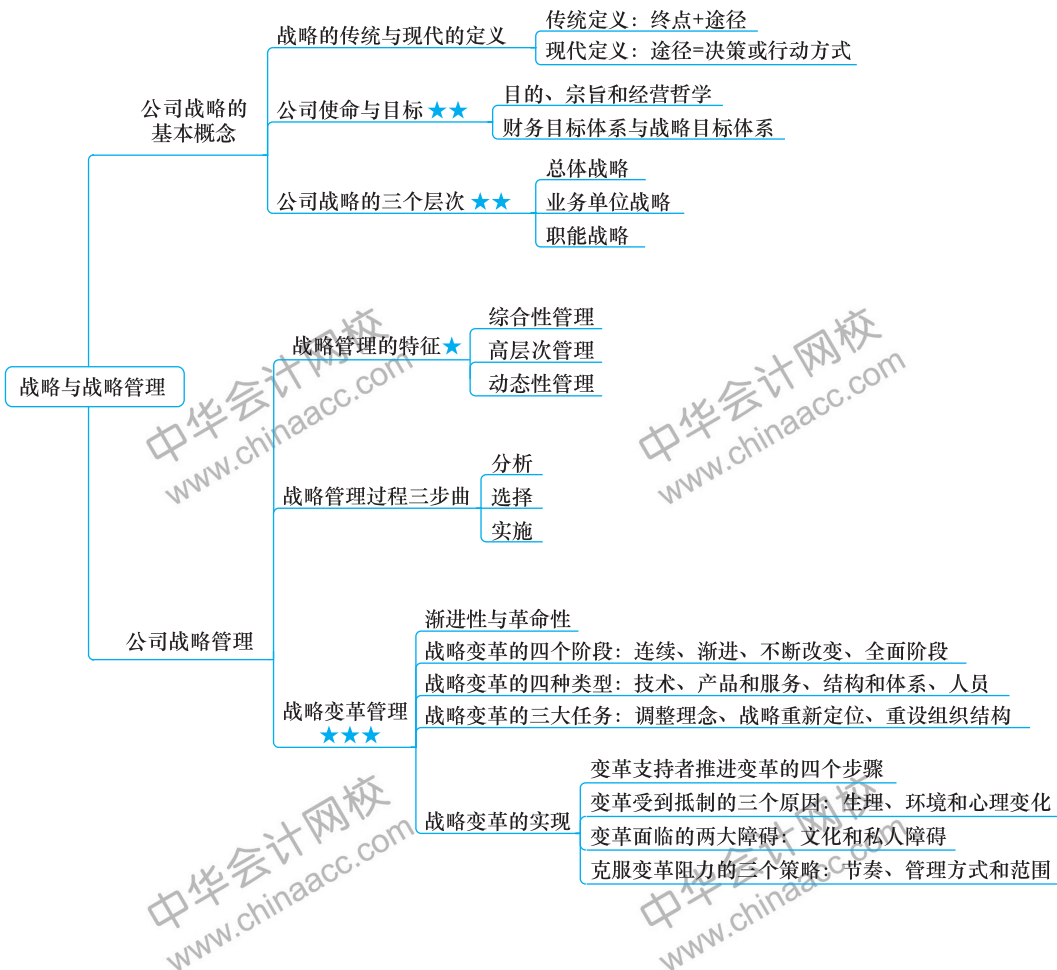 战略与战略管理
公司战略的
基本概念
战略的传统与现代的定义
传统定义：终点+途径
现代定义：途径=决策或行动方式
公司使命与目标★★
目的、宗旨和经营哲学
财务目标体系与战略目标体系
公司战略的三个层次★★
总体战略
业务单位战略
职能战略
公司战略管理
战略管理的特征★
综合性管理
高层次管理
动态性管理
战略管理过程三步曲
分析
选择
实施
战略变革管理
★★★
渐进性与革命性
战略变革的四个阶段：连续、渐进、不断改变、全面阶段
战略变革的四种类型：技术、产品和服务、结构和体系、人员
战略变革的三大任务：调整理念、战略重新定位、重设组织结构
战略变革的实现
变革支持者推进变革的四个步骤
变革受到抵制的三个原因：生理、环境和心理变化
变革面临的两大障碍：文化和私人障碍
克服变革阻力的三个策略：节奏、管理方式和范围
中华会计网校
www.chinaacc.com
中华会计网校
www.chinaacc.com
中华会计网校
www.chinaacc.com
中华会计网校
www.chinaacc.com